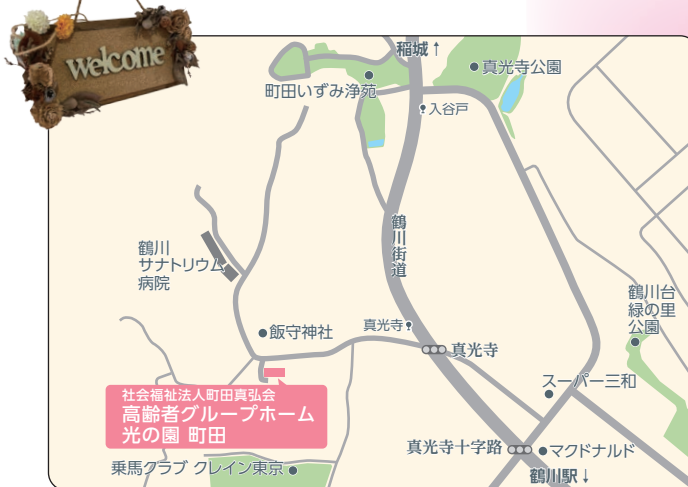 welcome
稲城↑
真光寺公園
町田いずみ浄苑
入谷戸
鶴川街道
鶴川
サナトリウム
病院
鶴川台
緑の里
公園
飯守神社
真光寺
真光寺
スーパー三和
社会福祉法人町田真弘会
高齢者グループホーム
光の園 町田
真光寺十字路
マクドナルド
乗馬クラブ クレイン東京
鶴川駅↓